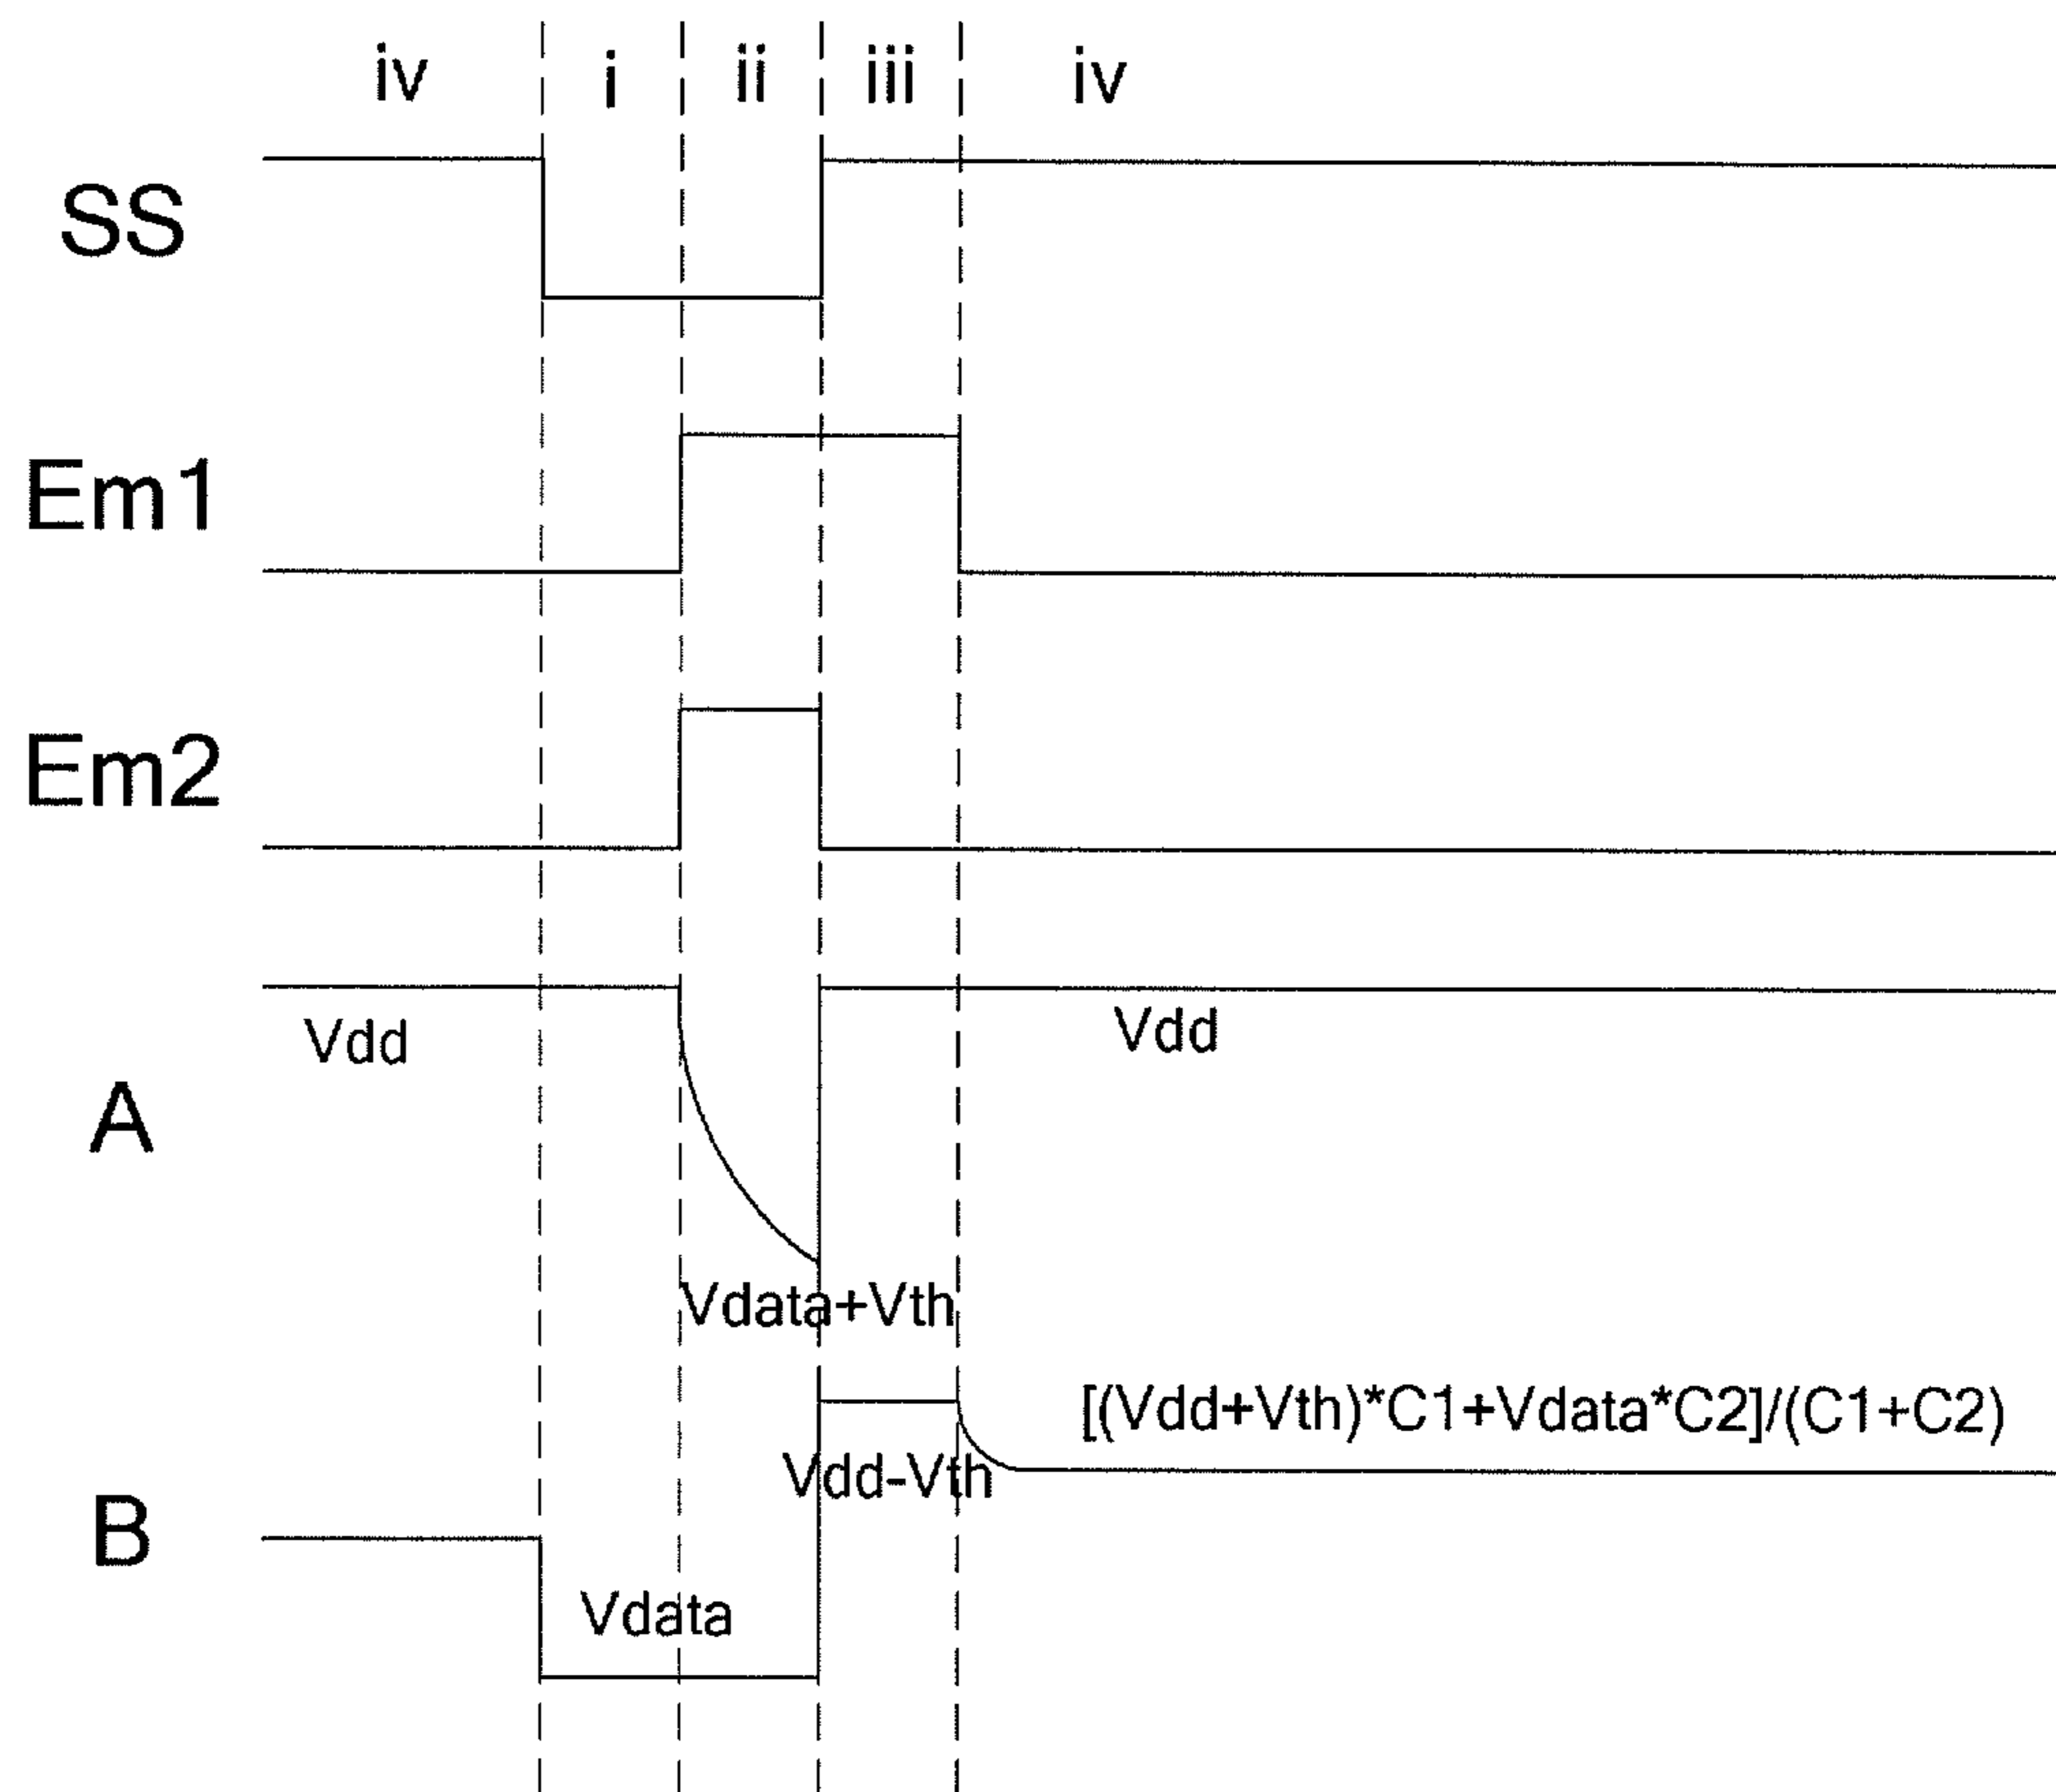 iv i ii iii iv
SS
Em1
Em2
Vdd Vdd
A
Vdata+Vth
[(Vdd+Vth)*C1+Vdata*C2]/(C1+C2)
Vdd-Vth
B
Vdata